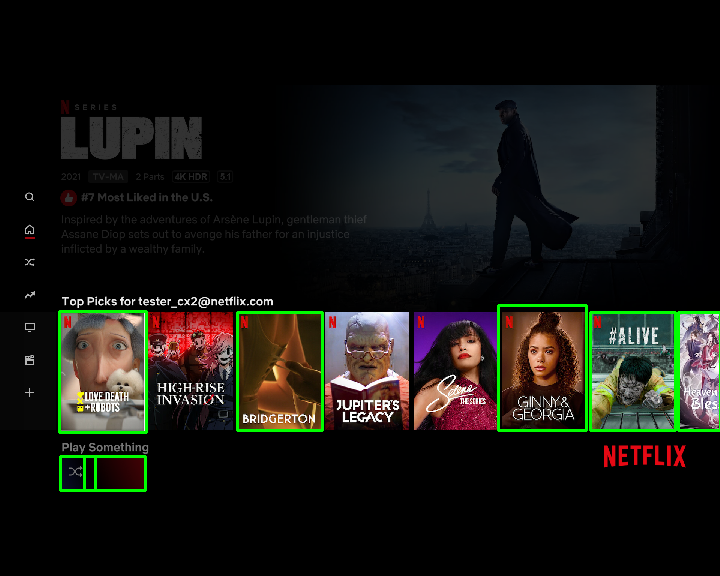 N SERIES
LUPIN
2021 TV-MA 2 Parts 4K HDR 5.1
#7 Most Liked in the U.S.
Inspired by the adventures of Arsène Lupin, gentleman thief
Assane Diop sets out to avenge his father for an injustice
inflicted by a wealthy family.
Top Picks for tester_cx2@netflix.com
LOVE DEATH
+ROBOTS
HIGH-RISE
INVASION
BRIDGERTON
JUPITER'S
LEGACY
Selena
THE SERIES
GINNY &
GEORGIA
#ALIVE
Heaven
Play Something
NETFLIX